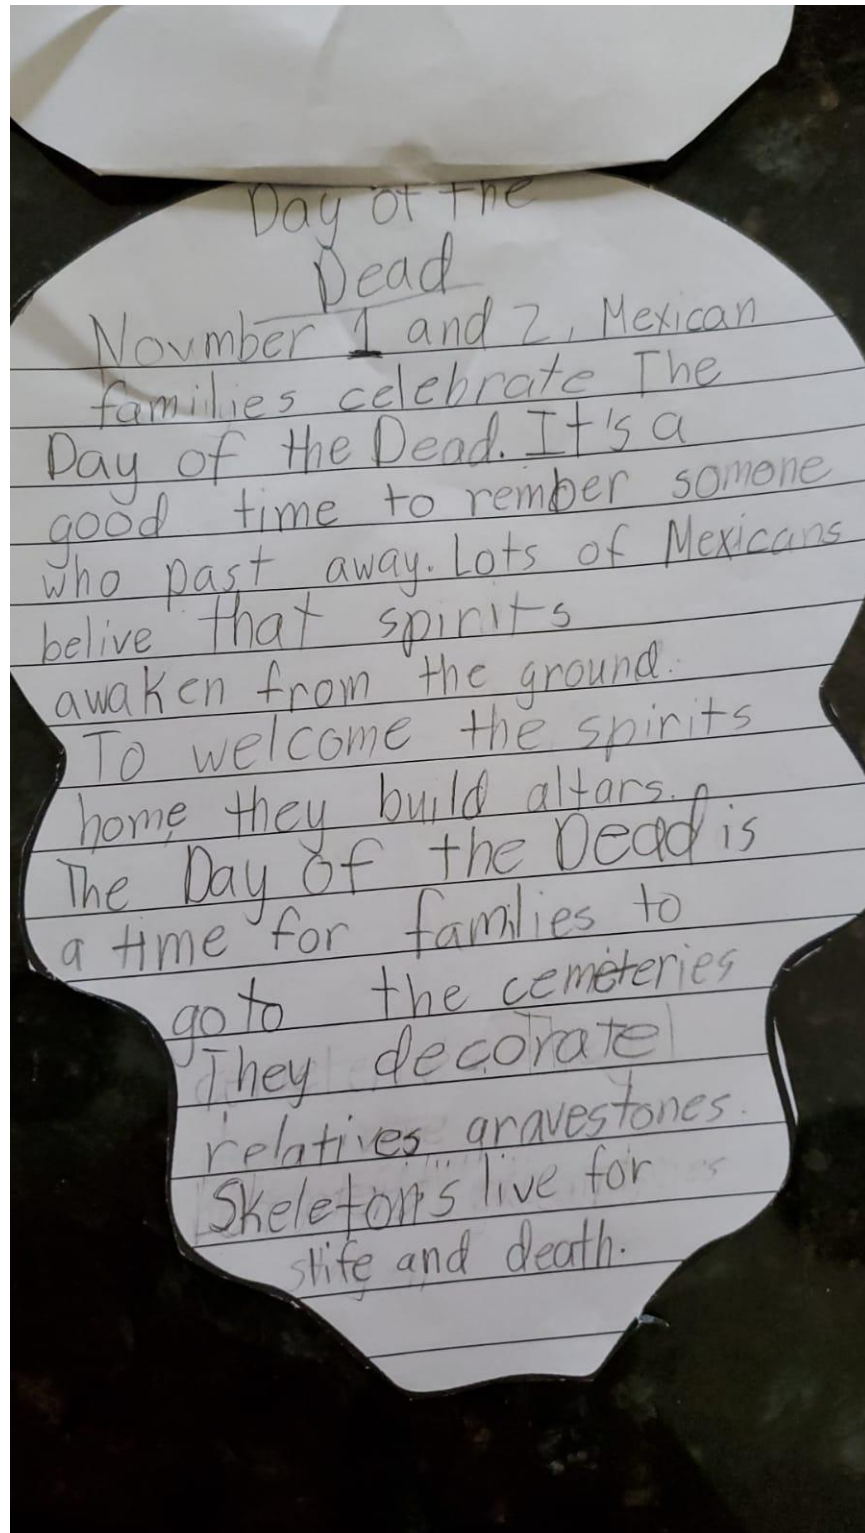 Day of the
Dead
Novmber 1 and 2, Mexican
families celebrate The
Day of the Dead. It's a
good time to rember somone
who past away. Lots of Mexicans
belive that spirits
awaken from the ground.
To welcome the spirits
home, they build altars.
The Day Of the Dead is
a time for families to
go to the cemeteries
They decorate
relatives gravestones.
Skeleton's live for
life and death.